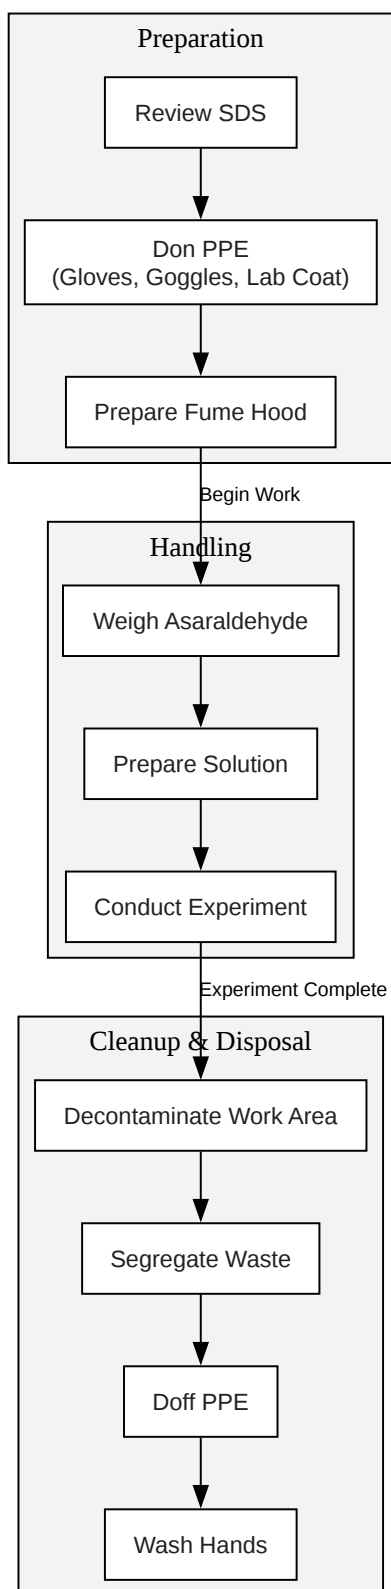 Preparation
Review SDS
Don PPE
(Gloves, Goggles, Lab Coat)
Prepare Fume Hood
Begin Work
Handling
Weigh Asaraldehyde
Prepare Solution
Conduct Experiment
Experiment Complete
Cleanup & Disposal
Decontaminate Work Area
Segregate Waste
Doff PPE
Wash Hands